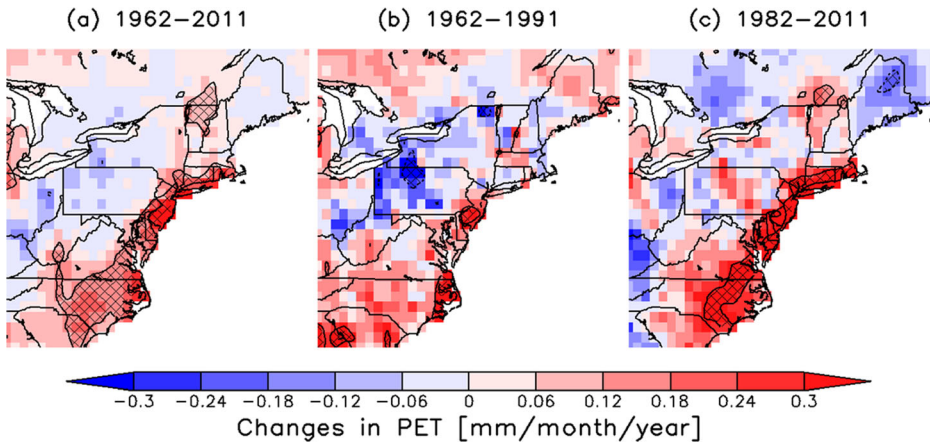 (a) 1962−2011
(b) 1962−1991
(c) 1982−2011
−0.3 −0.24 −0.18 −0.12 −0.06 0 0.06 0.12 0.18 0.24 0.3
Changes in PET [mm/month/year]